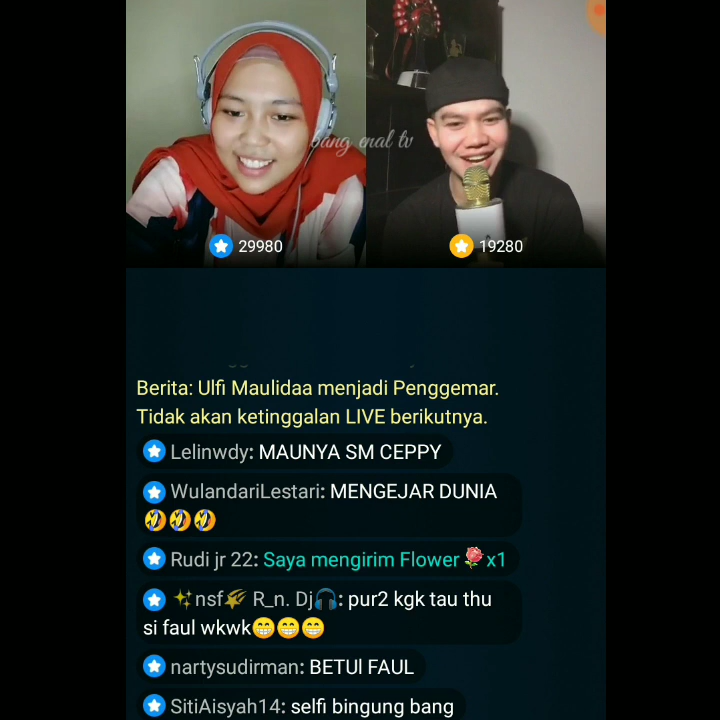 bang enal tv
29980
19280
Berita: Ulfi Maulidaa menjadi Penggemar.
Tidak akan ketinggalan LIVE berikutnya.
Lelinwdy: MAUNYA SM CEPPY
WulandariLestari: MENGEJAR DUNIA
🤣🤣🤣
Rudi jr 22: Saya mengirim Flower🌹x1
✨nsf🌠 R_n. Dj🎧: pur2 kgk tau thu
si faul wkwk😁😁😁
nartysudirman: BETUl FAUL
SitiAisyah14: selfi bingung bang